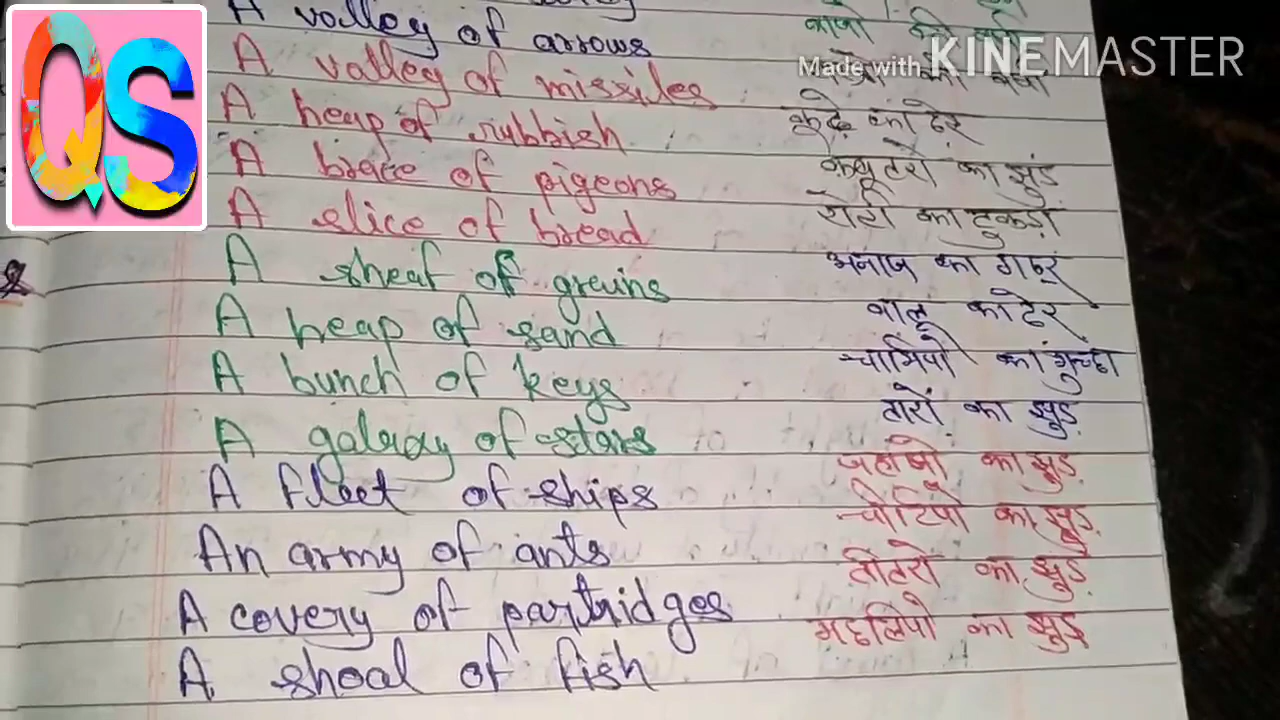 A valley of arrows
A valley of missiles
A heap of rubbish कूडे का ढेर
A brace of pigeons कबूतरो का झुंड
A slice of bread रोटी का टुकड़ा
A sheaf of grains अनाज का गट्ठर
A heap of sand बालू का ढेर
A bunch of keys चाभियो का गुच्छा
A galaxy of stars तारों का झुड़
A fleet of ships जहाजो का झुड़
An army of ants चीटियो का झुड़
A covery of partridges तीतरो का झुड़
A shoal of fish मछलियो का झुड़
QS
Made with KINEMASTER